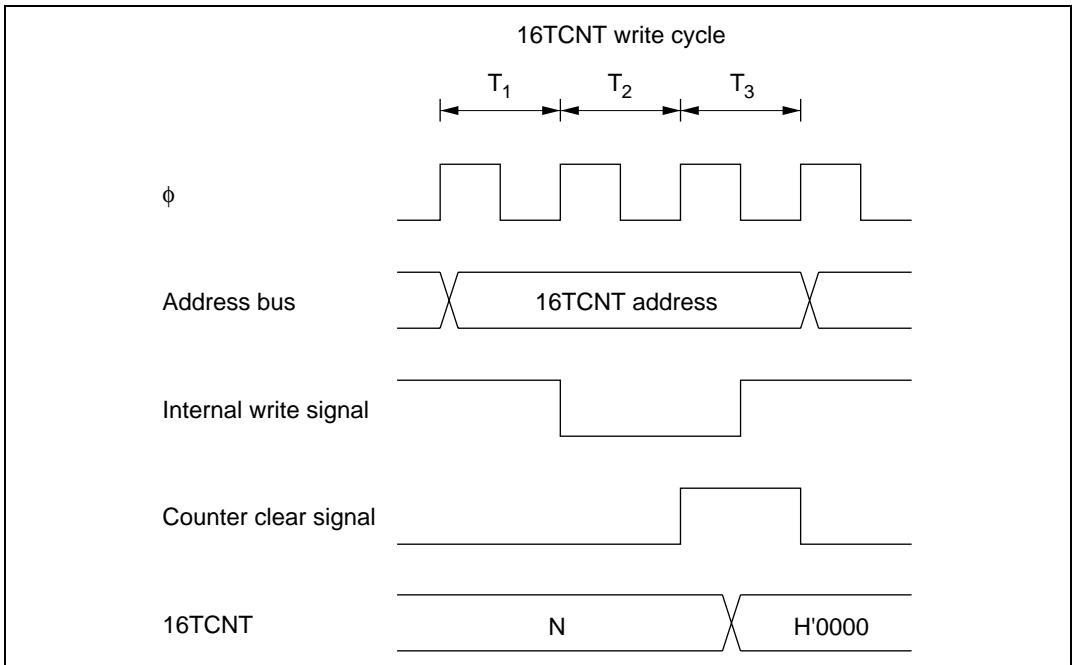 16TCNT write cycle
T1 T2 T3
φ
Address bus 16TCNT address
Internal write signal
Counter clear signal
16TCNT N H'0000